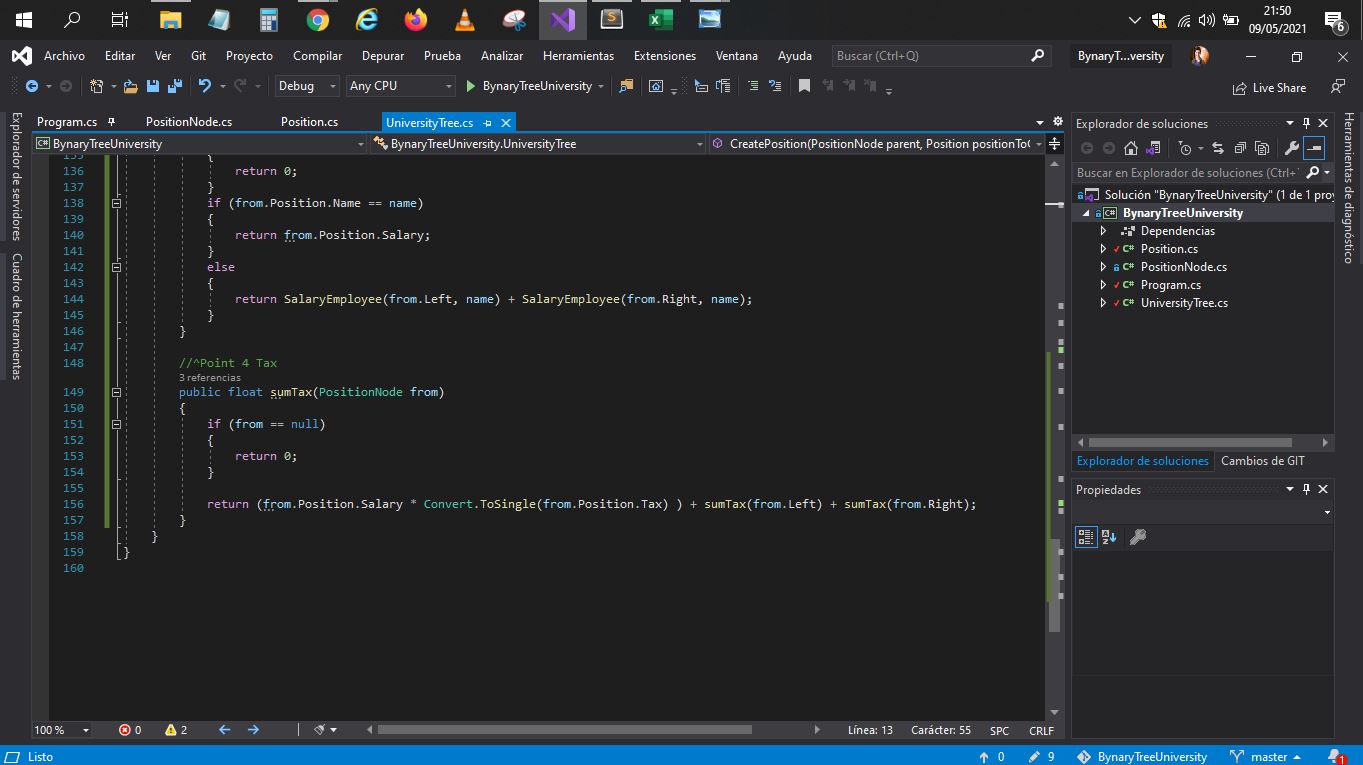 21:50
09/05/2021
6
Archivo Editar Ver Git Proyecto Compilar Depurar Prueba Analizar Herramientas Extensiones Ventana Ayuda Buscar (Ctrl+Q) BynaryT...versity
Debug Any CPU BynaryTreeUniversity Live Share
Explorador de servidores
Cuadro de herramientas
Program.cs PositionNode.cs Position.cs UniversityTree.cs
BynaryTreeUniversity BynaryTreeUniversity.UniversityTree CreatePosition(PositionNode parent, Position positionTo
135 {
136 return 0;
137 }
138 if (from.Position.Name == name)
139 {
140 return from.Position.Salary;
141 }
142 else
143 {
144 return SalaryEmployee(from.Left, name) + SalaryEmployee(from.Right, name);
145 }
146 }
147
148 //^Point 4 Tax
3 referencias
149 public float sumTax(PositionNode from)
150 {
151 if (from == null)
152 {
153 return 0;
154 }
155
156 return (from.Position.Salary * Convert.ToSingle(from.Position.Tax) ) + sumTax(from.Left) + sumTax(from.Right);
157 }
158 }
159 }
160
100 % 0 2 Línea: 13 Carácter: 55 SPC CRLF
Explorador de soluciones
Buscar en Explorador de soluciones (Ctrl+
Solución "BynaryTreeUniversity" (1 de 1 proy
BynaryTreeUniversity
Dependencias
Position.cs
PositionNode.cs
Program.cs
UniversityTree.cs
Explorador de soluciones Cambios de GIT
Propiedades
Herramientas de diagnóstico
Listo 0 9 BynaryTreeUniversity master 1